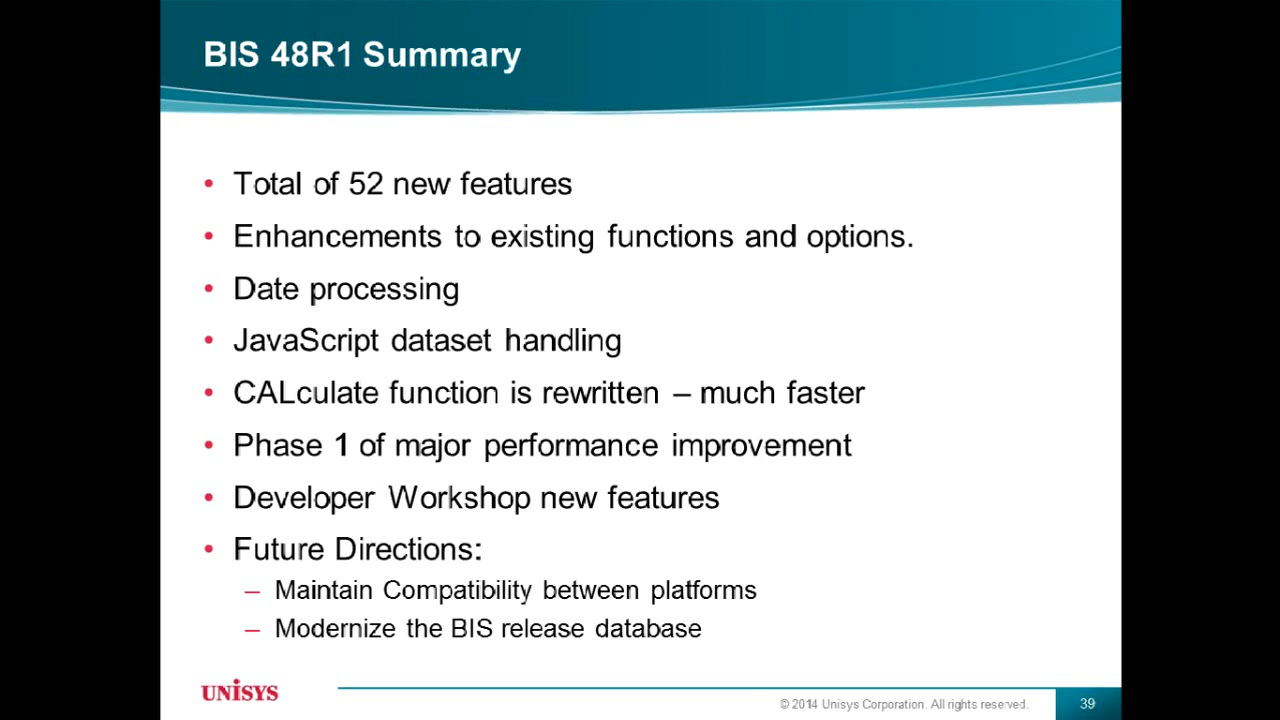 BIS 48R1 Summary
• Total of 52 new features
• Enhancements to existing functions and options.
• Date processing
• JavaScript dataset handling
• CALculate function is rewritten – much faster
• Phase 1 of major performance improvement
• Developer Workshop new features
• Future Directions:
– Maintain Compatibility between platforms
– Modernize the BIS release database
UNISYS
© 2014 Unisys Corporation. All rights reserved.
39